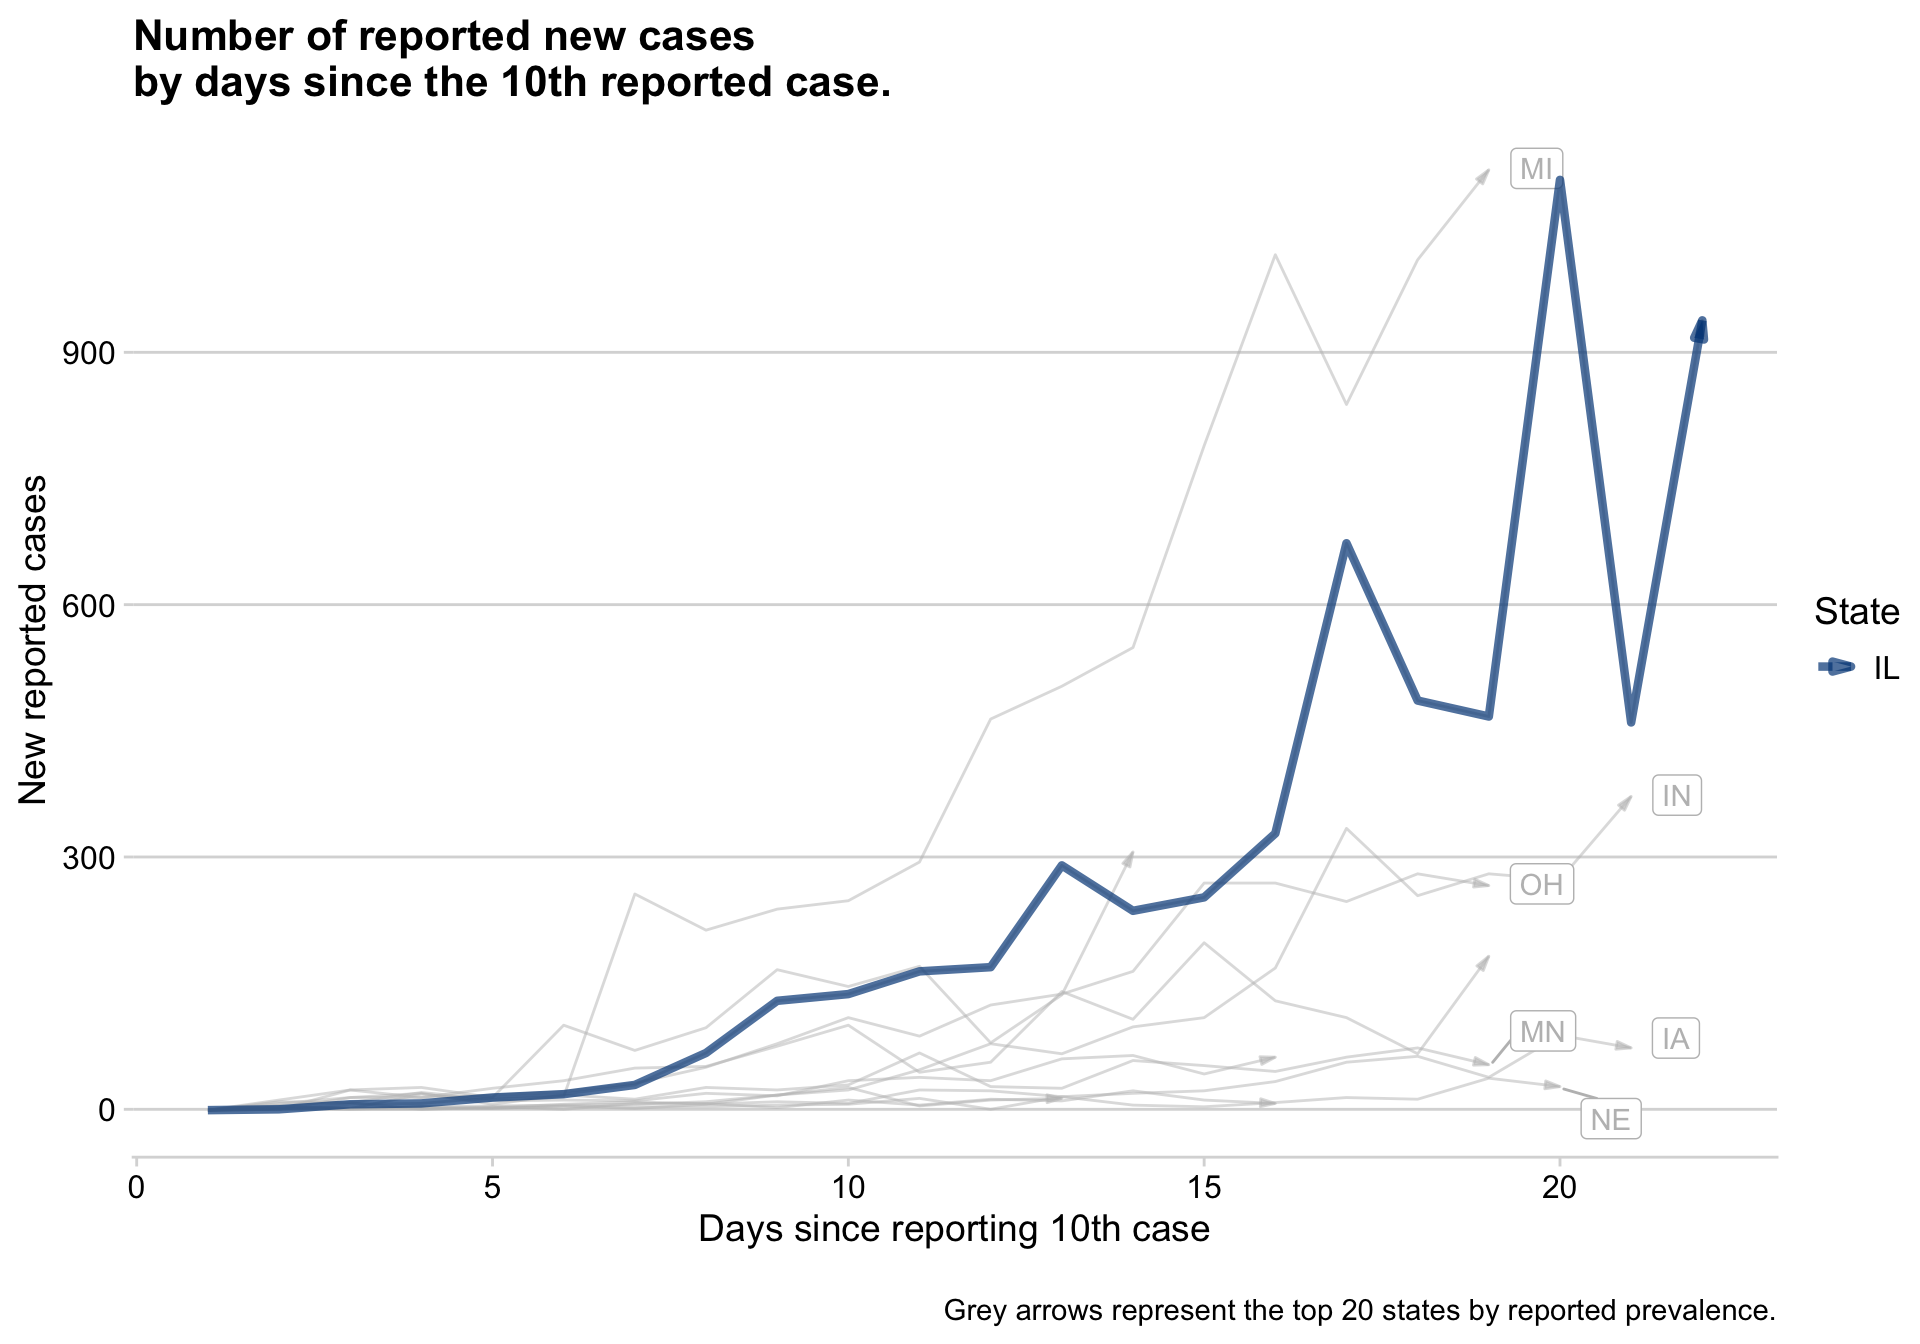 Number of reported new cases
by days since the 10th reported case.
MI
900
600
300
0
New reported cases
IN
OH
MN
IA
NE
State
IL
0 5 10 15 20
Days since reporting 10th case
Grey arrows represent the top 20 states by reported prevalence.